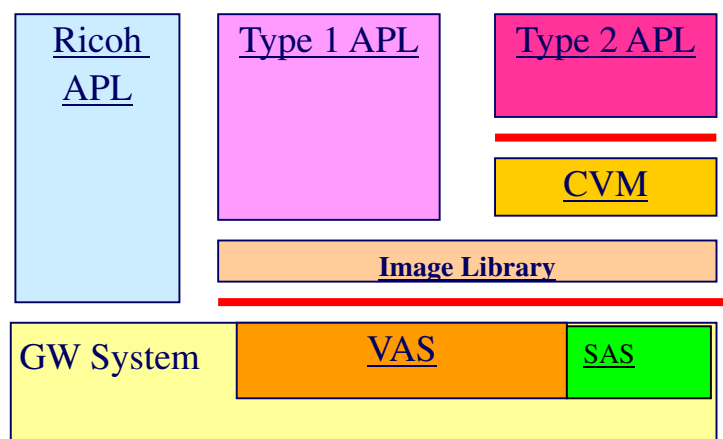 Ricoh
APL
Type 1 APL
Type 2 APL
CVM
Image Library
GW System
VAS
SAS